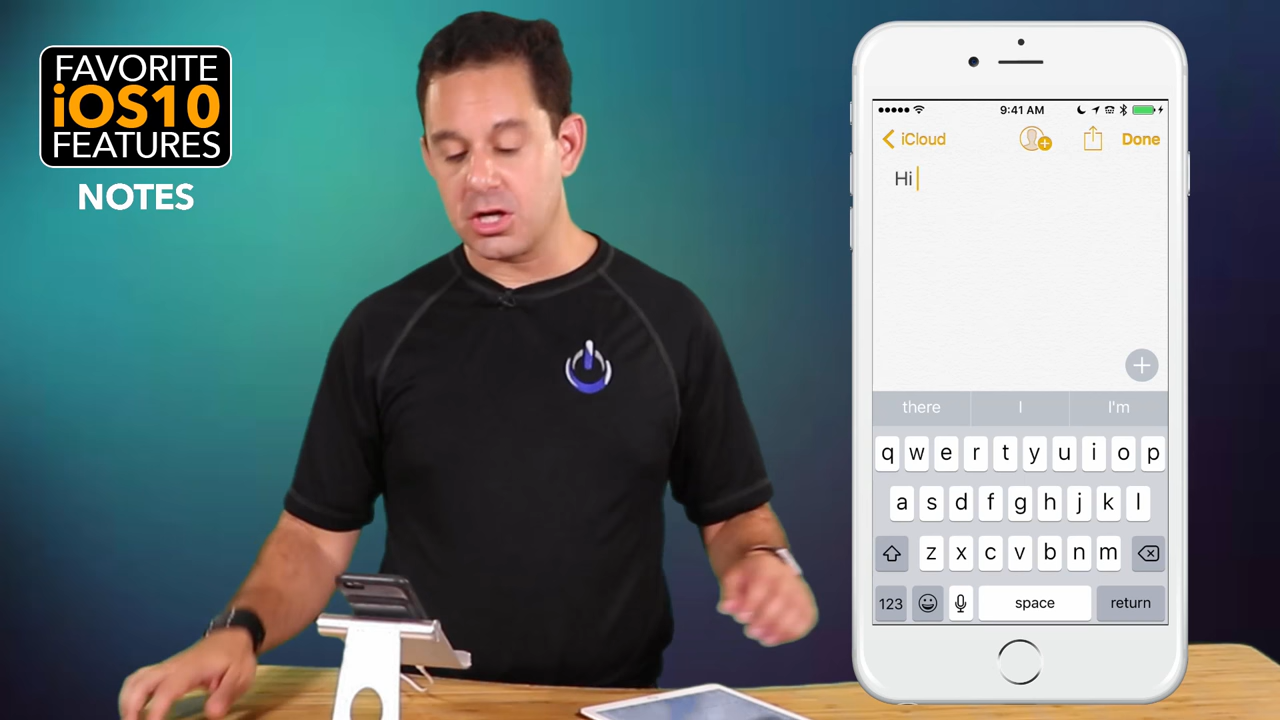 FAVORITE
iOS10
FEATURES
NOTES
9:41 AM
iCloud
Done
Hi
there I I'm
q w e r t y u i o p
a s d f g h j k l
z x c v b n m
123 space return